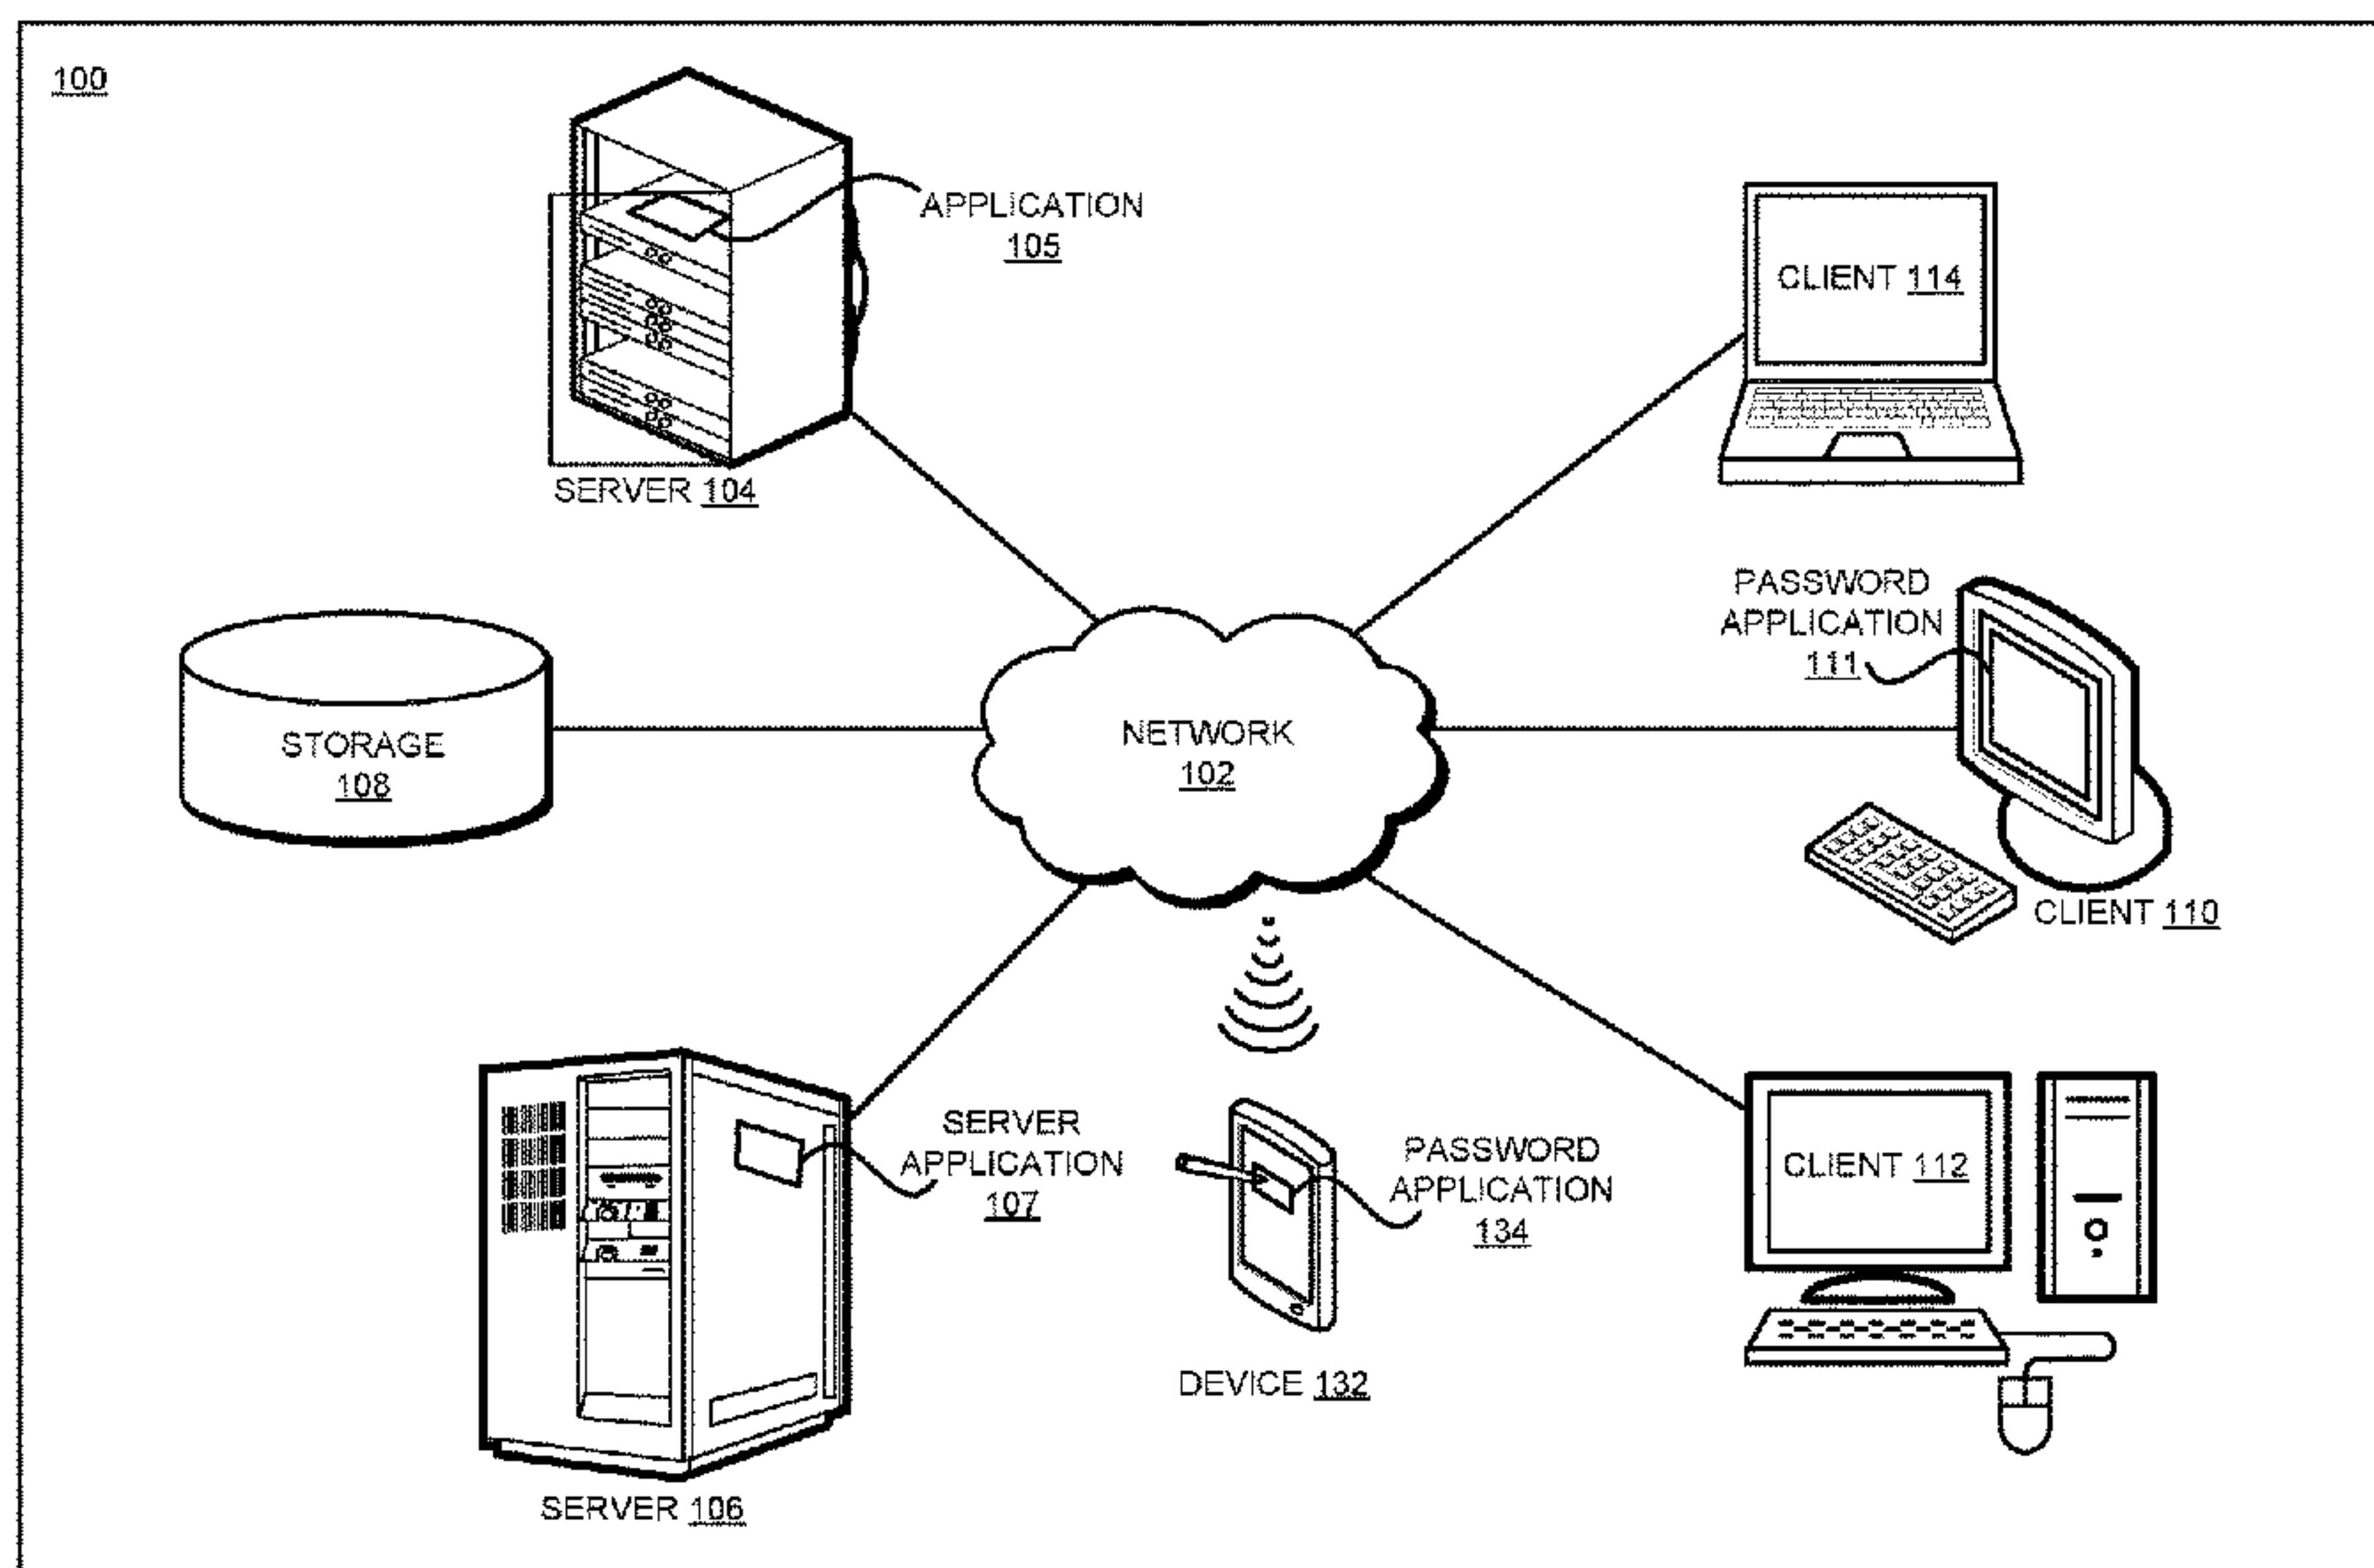 100
APPLICATION
105
SERVER 104
CLIENT 114
PASSWORD
APPLICATION
111
STORAGE
108
NETWORK
102
CLIENT 110
SERVER
APPLICATION
107
PASSWORD
APPLICATION
134
CLIENT 112
DEVICE 132
SERVER 106